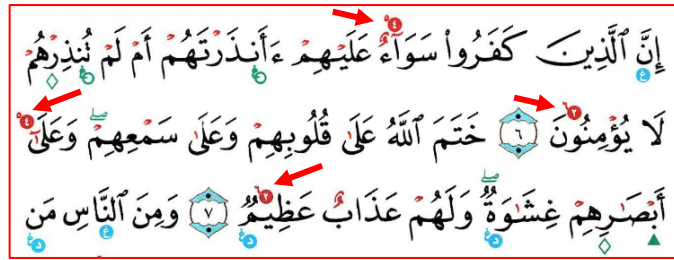 إِنَّ ٱلَّذِينَ كَفَرُواْ سَوَآءٌ عَلَيْهِمْ ءَأَنذَرْتَهُمْ أَمْ لَمْ تُنذِرْهُمْ
لَا يُؤْمِنُونَ ٦ خَتَمَ ٱللَّهُ عَلَىٰ قُلُوبِهِمْ وَعَلَىٰ سَمْعِهِمْ ۖ وَعَلَىٰٓ
أَبْصَٰرِهِمْ غِشَٰوَةٌ ۖ وَلَهُمْ عَذَابٌ عَظِيمٌ ٧ وَمِنَ ٱلنَّاسِ مَن